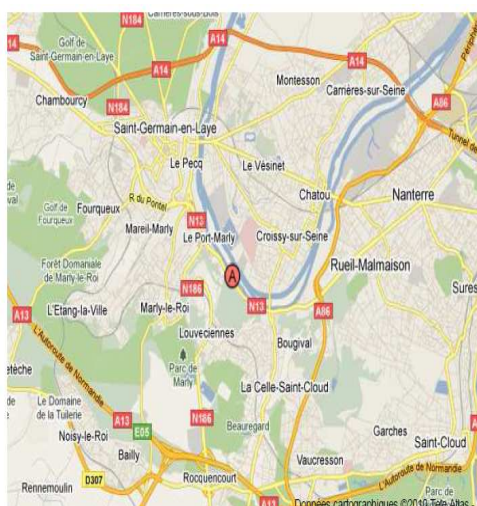 Carrières-sous-Bois
N184
Golf de
Saint-Germain-en-Laye
A14
A14
14
A14
Montesson
Carrières-sur-Seine
Chambourcy
N184
A86
Saint-Germain-en-Laye
Tunnel de
Le Pecq
Le Vésinet
Chatou
Nanterre
R du Pontel
Fourqueux
Golf de
Fourqueux
N13
Mareil-Marly
Le Port-Marly
Croissy-sur-Seine
Forêt Domaniale
de Marly-le-Roi
A
Rueil-Malmaison
N186
A13
L'Etang-la-Ville
Marly-le-Roi
N13
A86
L'Autoroute de Normandie
Louveciennes
Bougival
Parc de
Marly
La Celle-Saint-Cloud
Le Domaine
de la Tuilerie
A13
N186
E05
Beauregard
Noisy-le-Roi
Bailly
Garches
Saint-Cloud
Vaucresson
D307
Rocquencourt
L'Autoroute de Normandie
Rennemoulin
A13
Parc de
Données cartographiques ©2010 Tele Atlas -